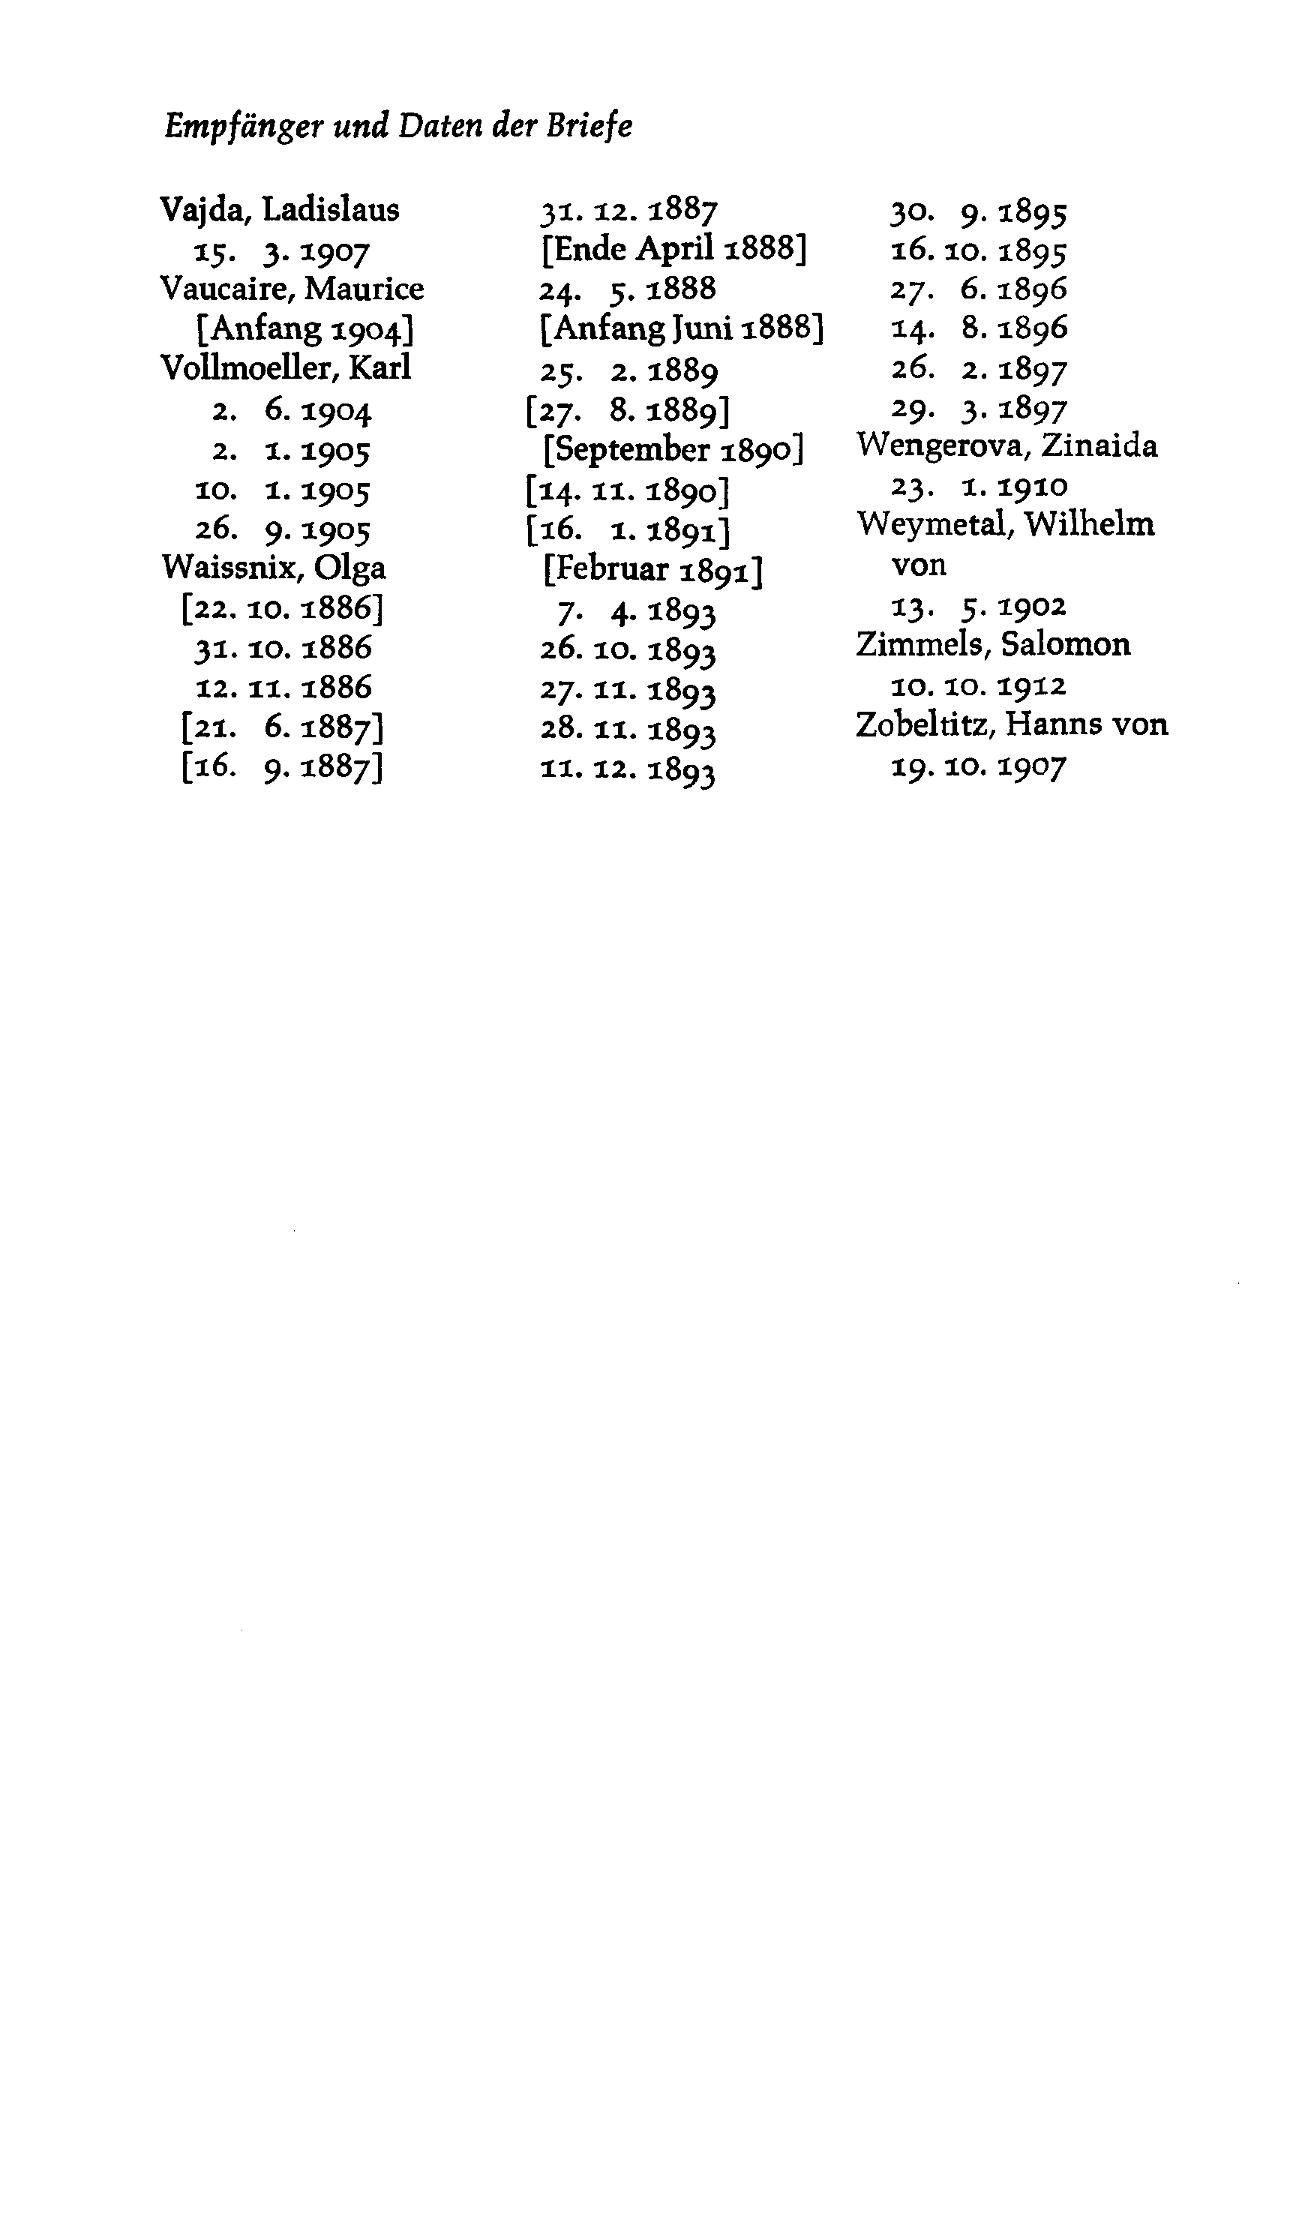 Empfänger und Daten der Briefe
Vajda, Ladislaus
15. 3. 1907
Vaucaire, Maurice
[Anfang 1904]
Vollmoeller, Karl
2. 6. 1904
2. 1. 1905
10. 1. 1905
26. 9. 1905
Waissnix, Olga
[22. 10. 1886]
31. 10. 1886
12. 11. 1886
[21. 6. 1887]
[16. 9. 1887]
31. 12. 1887
[Ende April 1888]
24. 5. 1888
[Anfang Juni 1888]
25. 2. 1889
[27. 8. 1889]
[September 1890]
[14. 11. 1890]
[16. 1. 1891]
[Februar 1891]
7. 4. 1893
26. 10. 1893
27. 11. 1893
28. 11. 1893
11. 12. 1893
30. 9. 1895
16. 10. 1895
27. 6. 1896
14. 8. 1896
26. 2. 1897
29. 3. 1897
Wengerova, Zinaida
23. 1. 1910
Weymetal, Wilhelm
von
13. 5. 1902
Zimmels, Salomon
10. 10. 1912
Zobeltitz, Hanns von
19. 10. 1907